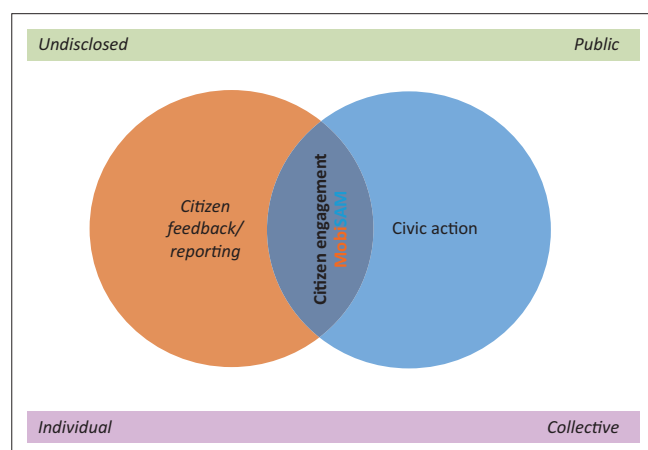 Undisclosed
Public
Citizen
feedback/
reporting
Citizen engagement
MobiSAM
Civic action
Individual
Collective